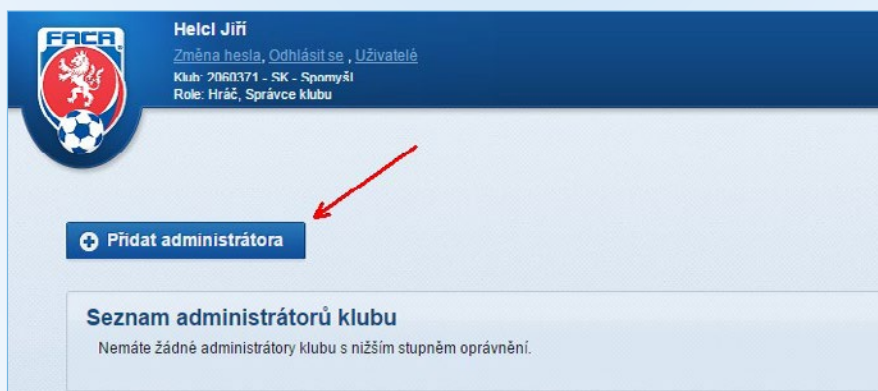 FACR
Helcl Jiří
Změna hesla, Odhlásit se , Uživatelé
Klub: 2060371 - SK - Spomyšl
Role: Hráč, Správce klubu
Přidat administrátora
Seznam administrátorů klubu
Nemáte žádné administrátory klubu s nižším stupněm oprávnění.